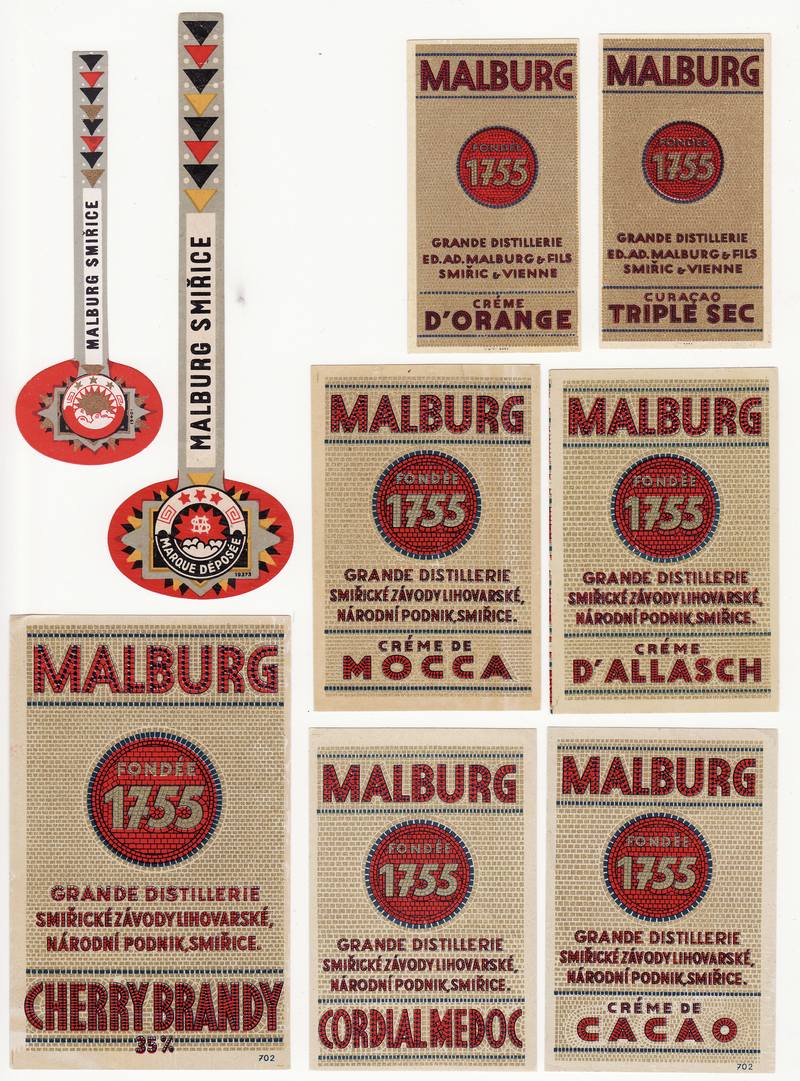 MALBURG SMIŘICE
MALBURG SMIŘICE
MARQUE DÉPOSÉE
19373
MALBURG
FONDÉE
1755
GRANDE DISTILLERIE
ED. AD. MALBURG & FILS
SMIŘIC & VIENNE
CRÉME
D'ORANGE
MALBURG
FONDÉE
1755
GRANDE DISTILLERIE
ED. AD. MALBURG & FILS
SMIŘIC & VIENNE
CURAÇAO
TRIPLE SEC
MALBURG
FONDÉE
1755
GRANDE DISTILLERIE
SMIŘICKÉ ZÁVODY LIHOVARSKÉ,
NÁRODNÍ PODNIK, SMIŘICE.
CRÉME DE
MOCCA
MALBURG
FONDÉE
1755
GRANDE DISTILLERIE
SMIŘICKÉ ZÁVODY LIHOVARSKÉ,
NÁRODNÍ PODNIK, SMIŘICE.
CRÉME
D'ALLASCH
MALBURG
FONDÉE
1755
GRANDE DISTILLERIE
SMIŘICKÉ ZÁVODY LIHOVARSKÉ,
NÁRODNÍ PODNIK, SMIŘICE.
CHERRY BRANDY
35%
702
MALBURG
FONDÉE
1755
GRANDE DISTILLERIE
SMIŘICKÉ ZÁVODY LIHOVARSKÉ,
NÁRODNÍ PODNIK, SMIŘICE.
CORDIAL MEDOC
MALBURG
FONDÉE
1755
GRANDE DISTILLERIE
SMIŘICKÉ ZÁVODY LIHOVARSKÉ,
NÁRODNÍ PODNIK, SMIŘICE.
CRÉME DE
CACAO
702